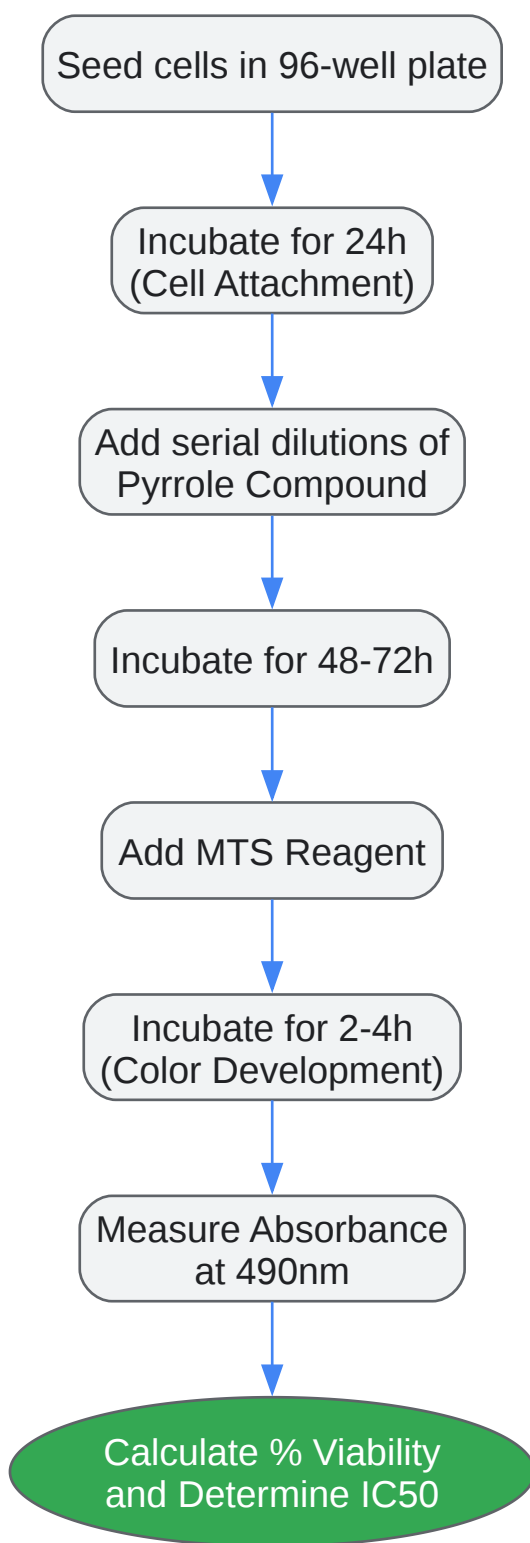 Seed cells in 96-well plate
Incubate for 24h
(Cell Attachment)
Add serial dilutions of
Pyrrole Compound
Incubate for 48-72h
Add MTS Reagent
Incubate for 2-4h
(Color Development)
Measure Absorbance
at 490nm
Calculate % Viability
and Determine IC50